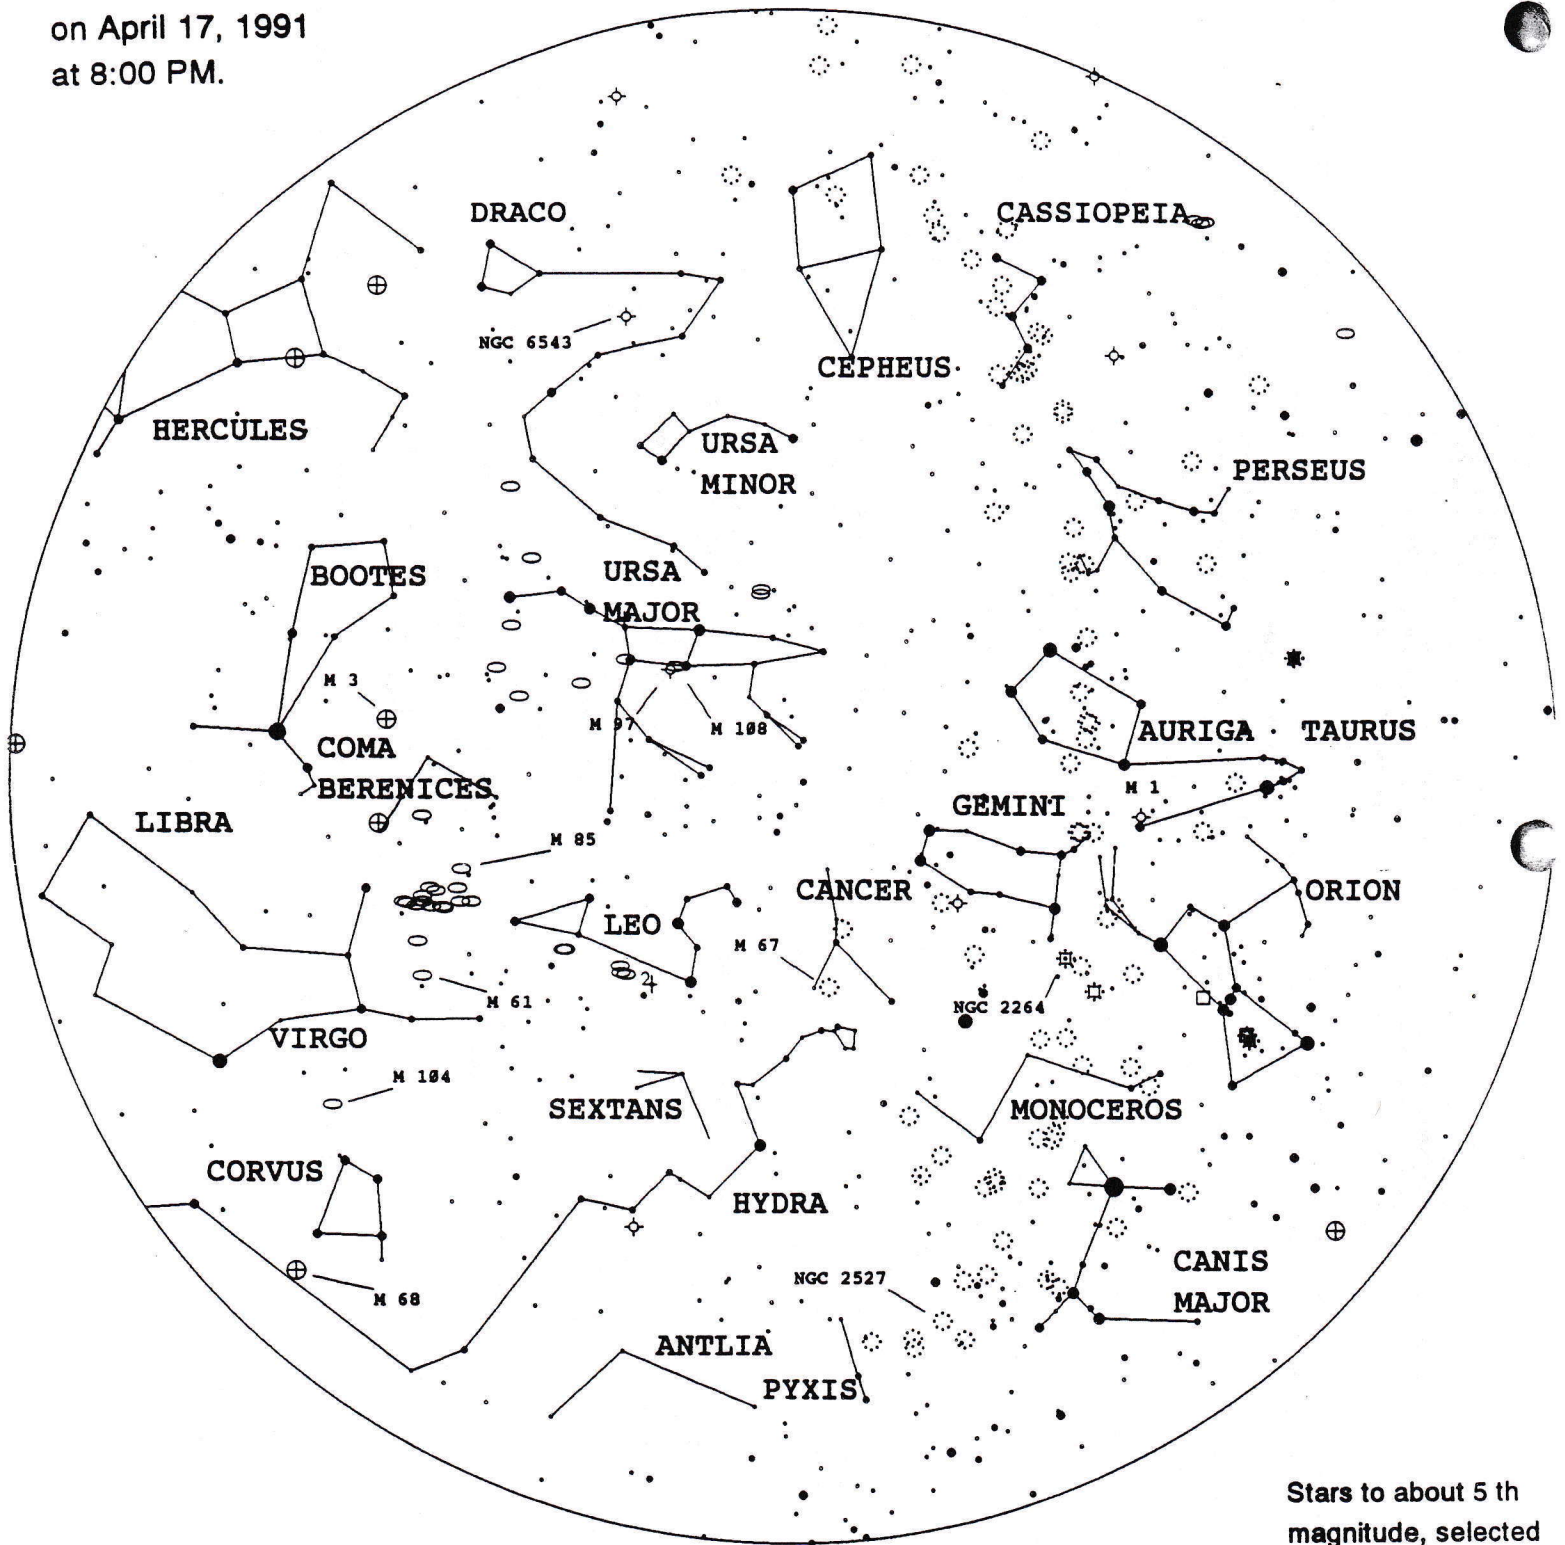 on April 17, 1991
at 8:00 PM.
DRACO
CASSIOPEIA
NGC 6543
CEPHEUS
HERCULES
URSA
MINOR
PERSEUS
BOOTES
URSA
MAJOR
M 3
M 97
M 108
COMA
BERENICES
AURIGA
TAURUS
M 1
GEMINI
LIBRA
M 85
CANCER
ORION
LEO
M 67
M 61
NGC 2264
VIRGO
M 104
SEXTANS
MONOCEROS
CORVUS
HYDRA
M 68
NGC 2527
CANIS
MAJOR
ANTLIA
PYXIS
Stars to about 5 th
magnitude, selected